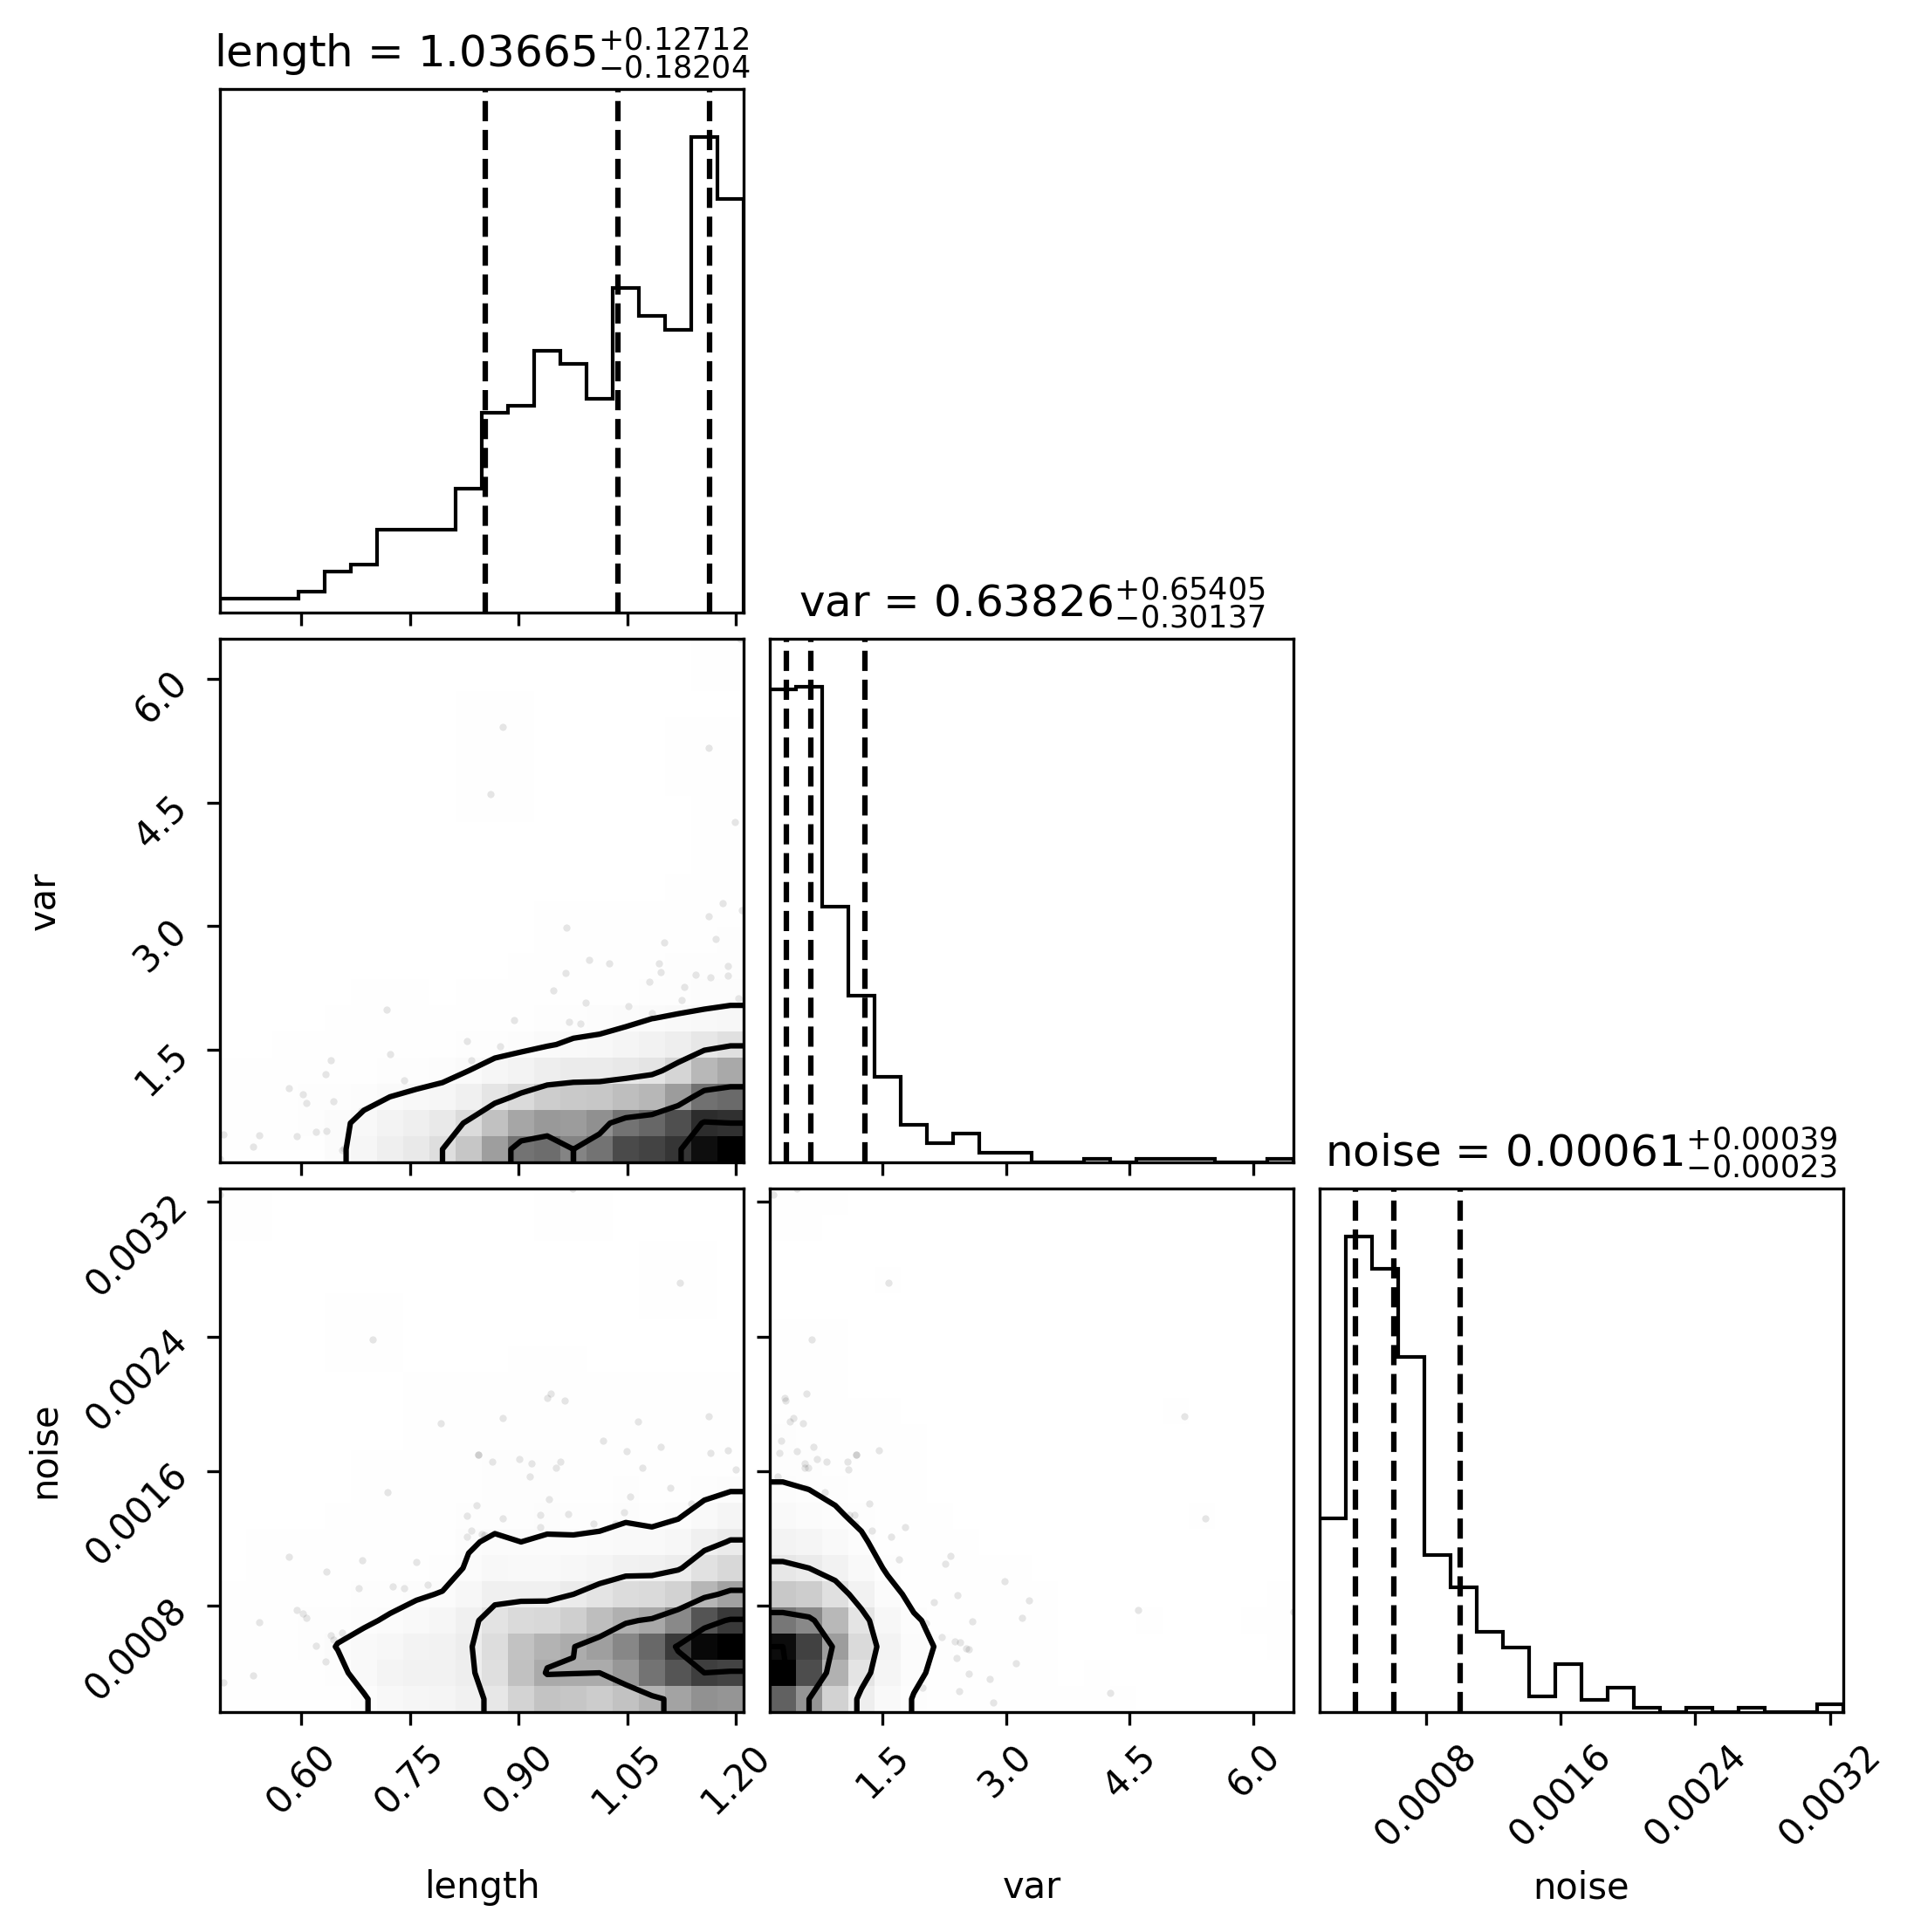 length = 1.03665+0.12712−0.18204
var = 0.63826+0.65405−0.30137
6.0
4.5
3.0
1.5
var
noise = 0.00061+0.00039−0.00023
0.0032
0.0024
0.0016
0.0008
noise
0.60 0.75 0.90 1.05 1.20 1.5 3.0 4.5 6.0 0.0008 0.0016 0.0024 0.0032
length var noise